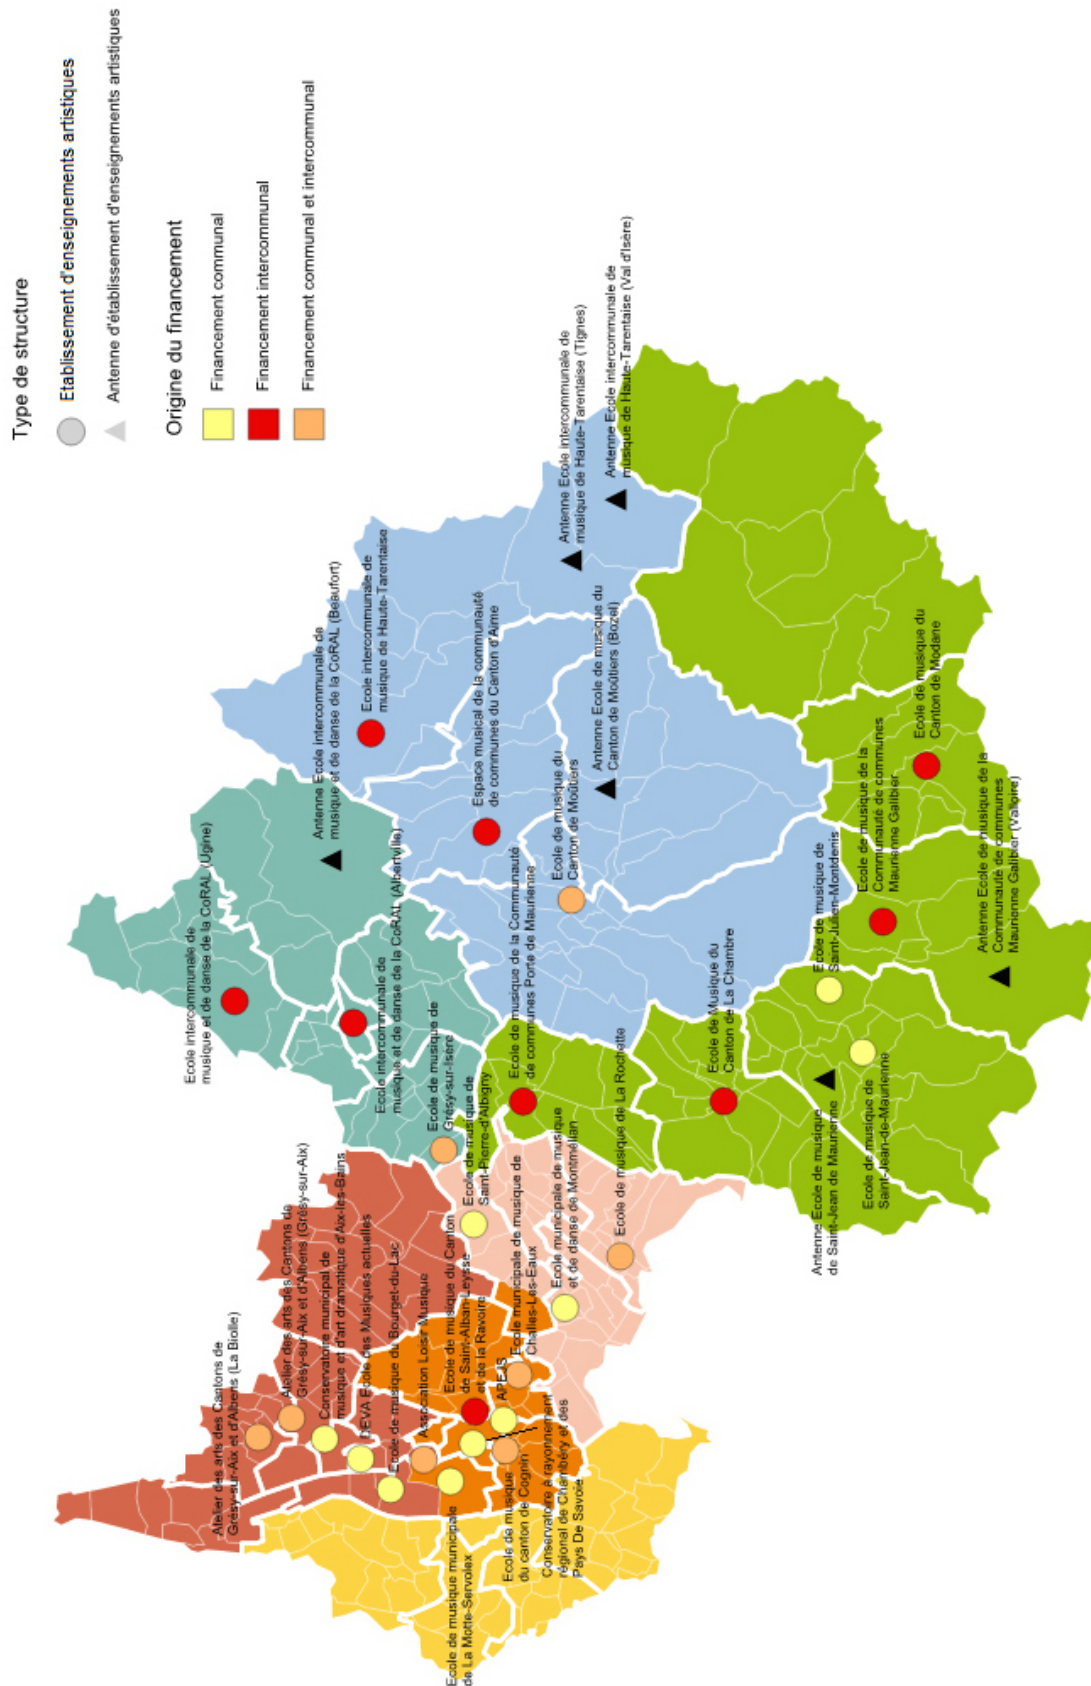 Type de structure
Etablissement d'enseignements artistiques
Antenne d'établissement d'enseignements artistiques
Origine du financement
Financement communal
Financement intercommunal
Financement communal et intercommunal
Atelier des arts des Cantons de
Grésy-sur-Aix et d'Albens (La Biolle)
Atelier des arts des Cantons de
Grésy-sur-Aix et d'Albens (Grésy-sur-Aix)
Conservatoire municipal de
musique et d'art dramatique d'Aix-les-Bains
DEVA Ecole des Musiques actuelles
Ecole de musique du Bourget-du-Lac
Association Loisir Musique
Ecole de musique du Canton
de Saint-Alban-Leysse
et de la Ravoire
Ecole de musique municipale
de La Motte-Servolex
APEJS
Ecole municipale de musique de
Challes-Les-Eaux
Ecole de musique
du canton de Cognin
Conservatoire à rayonnement
régional de Chambéry et des
Pays De Savoie
Ecole municipale de musique
et de danse de Montmélian
Ecole de musique de La Rochette
Ecole de musique de
Saint-Pierre-d'Albigny
Ecole de musique de
Grésy-sur-Isère
Ecole intercommunale de
musique et de danse de la CoRAL (Ugine)
Ecole intercommunale de
musique et de danse de la CoRAL (Albertville)
Antenne Ecole intercommunale de
musique et de danse de la CoRAL (Beaufort)
Ecole intercommunale de
musique de Haute-Tarentaise
Espace musical de la communauté
de communes du Canton d'Aime
Ecole de musique du
Canton de Moûtiers
Antenne Ecole de musique du
Canton de Moûtiers (Bozel)
Antenne Ecole intercommunale de
musique de Haute-Tarentaise (Tignes)
Antenne Ecole intercommunale de
musique de Haute-Tarentaise (Val d'Isère)
Ecole de musique de la Communauté
de communes Porte de Maurienne
Ecole de Musique du
Canton de La Chambre
Antenne Ecole de musique
de Saint-Jean de Maurienne
Ecole de musique de
Saint-Jean-de-Maurienne
Ecole de musique de
Saint-Julien-Montdenis
Ecole de musique de la
Communauté de communes
Maurianne Galibier
Ecole de musique du
Canton de Modane
Antenne Ecole de musique de la
Communauté de communes
Maurienne Galibier (Valloire)